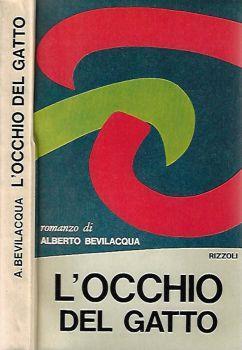 A. BEVILACQUA L'OCCHIO DEL GATTO
romanzo di
ALBERTO BEVILACQUA
RIZZOLI
L'OCCHIO
DEL GATTO